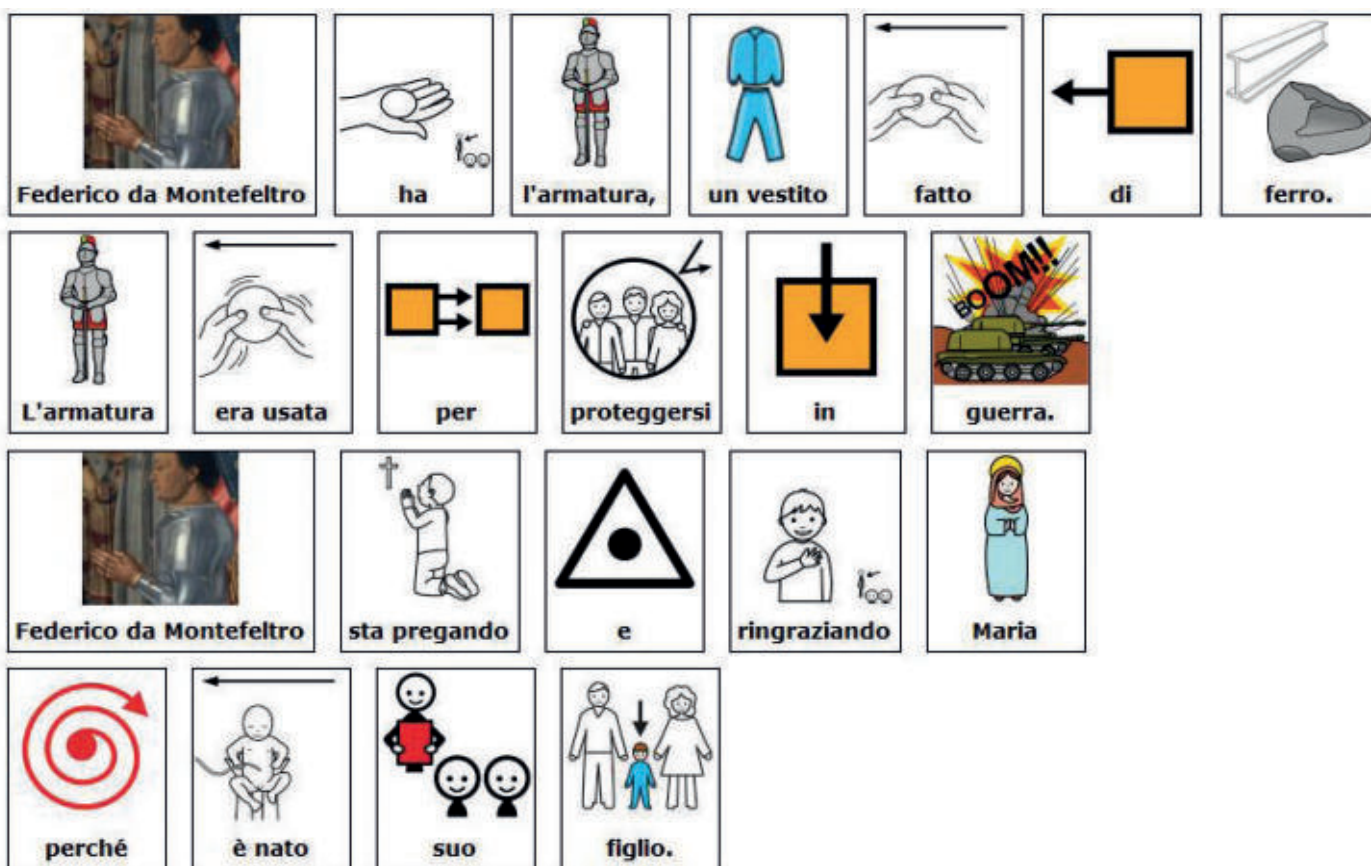 Federico da Montefeltro ha l'armatura, un vestito fatto di ferro.
BOOM!!
L'armatura era usata per proteggersi in guerra.
Federico da Montefeltro sta pregando e ringraziando Maria
perché è nato suo figlio.